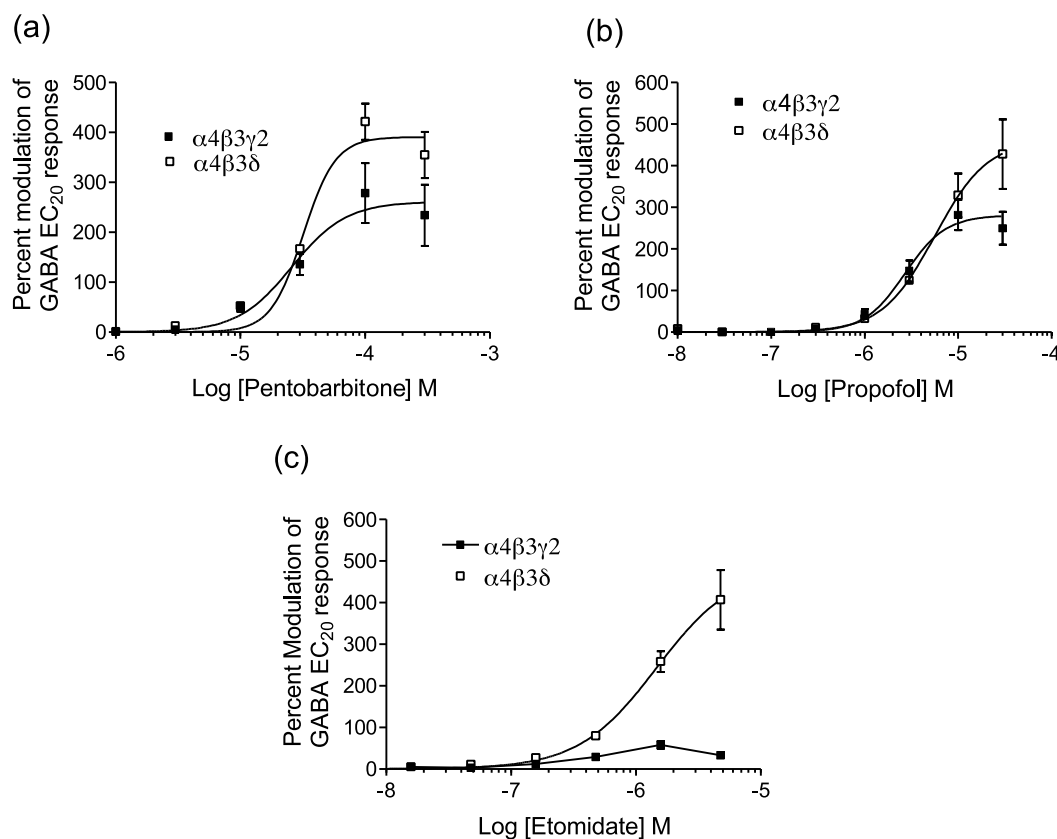 (a)
Percent modulation of
GABA EC20 response
500
400
300
200
100
0
α4β3γ2
α4β3δ
-6
-5
-4
-3
Log [Pentobarbitone] M
(b)
Percent modulation of
GABA EC20 response
600
500
400
300
200
100
0
α4β3γ2
α4β3δ
-8
-7
-6
-5
-4
Log [Propofol] M
(c)
Percent Modulation of
GABA EC20 response
600
500
400
300
200
100
0
α4β3γ2
α4β3δ
-8
-7
-6
-5
Log [Etomidate] M